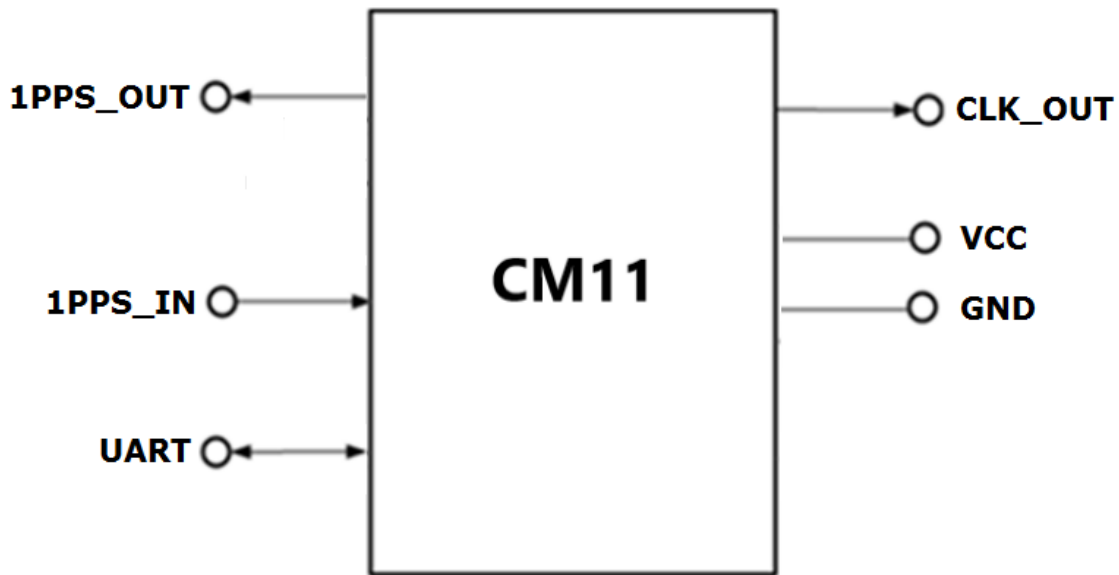 1PPS_OUT
1PPS_IN
UART
CM11
CLK_OUT
VCC
GND